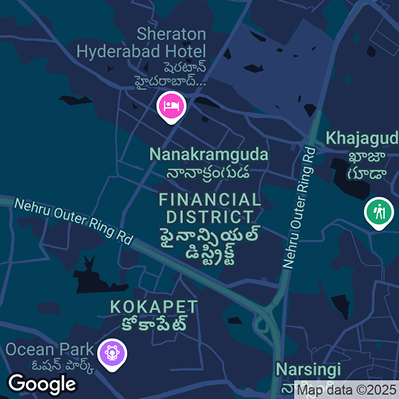 Sheraton
Hyderabad Hotel
షెరటాన్
హైదరాబాద్...
Nanakramguda
నానాక్రంగుడ
Khajagud
ఖాజా
గూడా
FINANCIAL
DISTRICT
ఫైనాన్షియల్
డిస్ట్రిక్ట్
Nehru Outer Ring Rd
Nehru Outer Ring Rd
KOKAPET
కోకాపేట్
Ocean Park
ఓషన్ పార్క్
Narsingi
Google
Map data ©2025